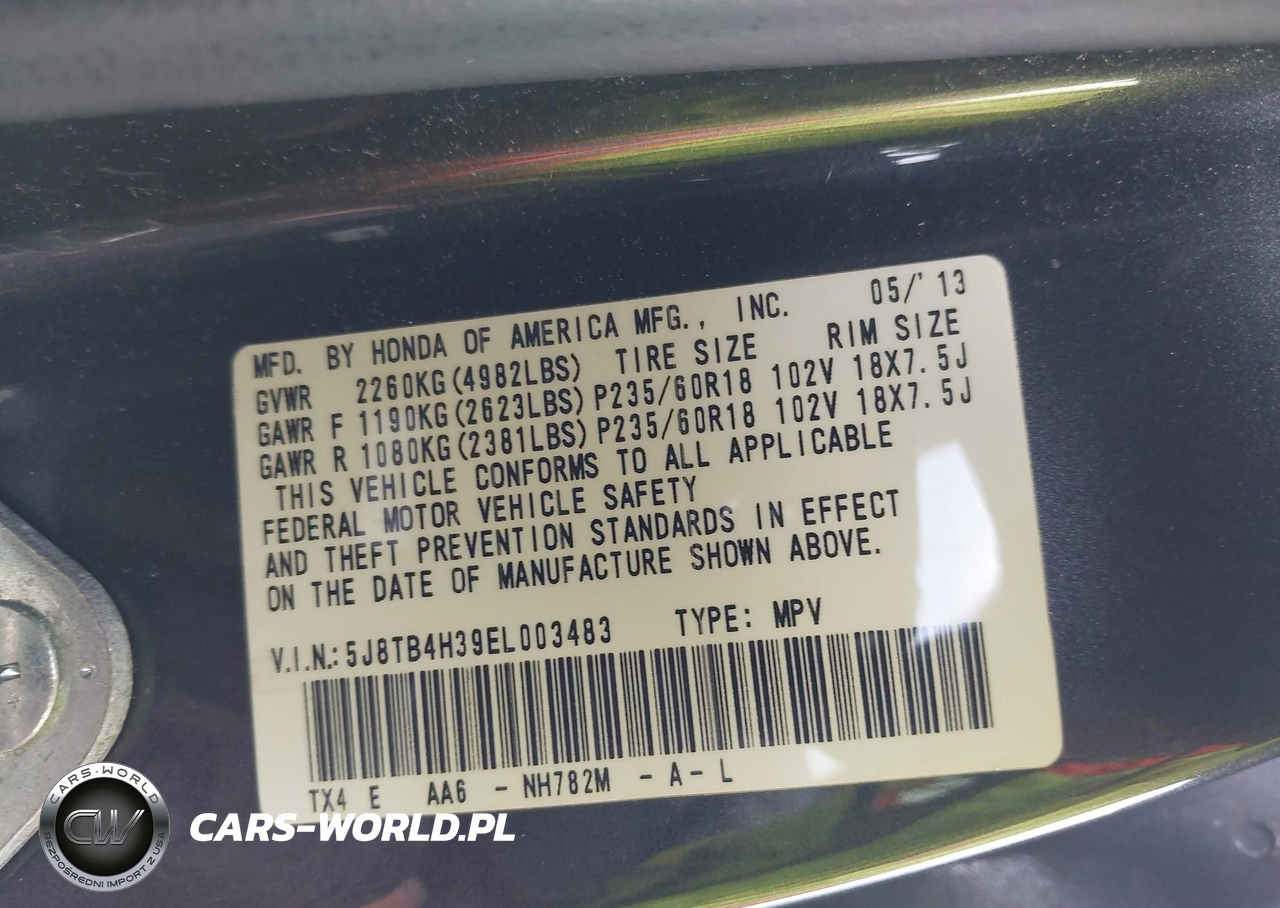 MFD. BY HONDA OF AMERICA MFG., INC. 05/'13
GVWR 2260KG(4982LBS) TIRE SIZE RIM SIZE
GAWR F 1190KG(2623LBS) P235/60R18 102V 18X7.5J
GAWR R 1080KG(2381LBS) P235/60R18 102V 18X7.5J
THIS VEHICLE CONFORMS TO ALL APPLICABLE
FEDERAL MOTOR VEHICLE SAFETY
AND THEFT PREVENTION STANDARDS IN EFFECT
ON THE DATE OF MANUFACTURE SHOWN ABOVE.
V.I.N.: 5J8TB4H39EL003483 TYPE: MPV
TX4 E AA6 - NH782M - A - L
CARS-WORLD
CW
BEZPOŚREDNI IMPORT Z USA
CARS-WORLD.PL